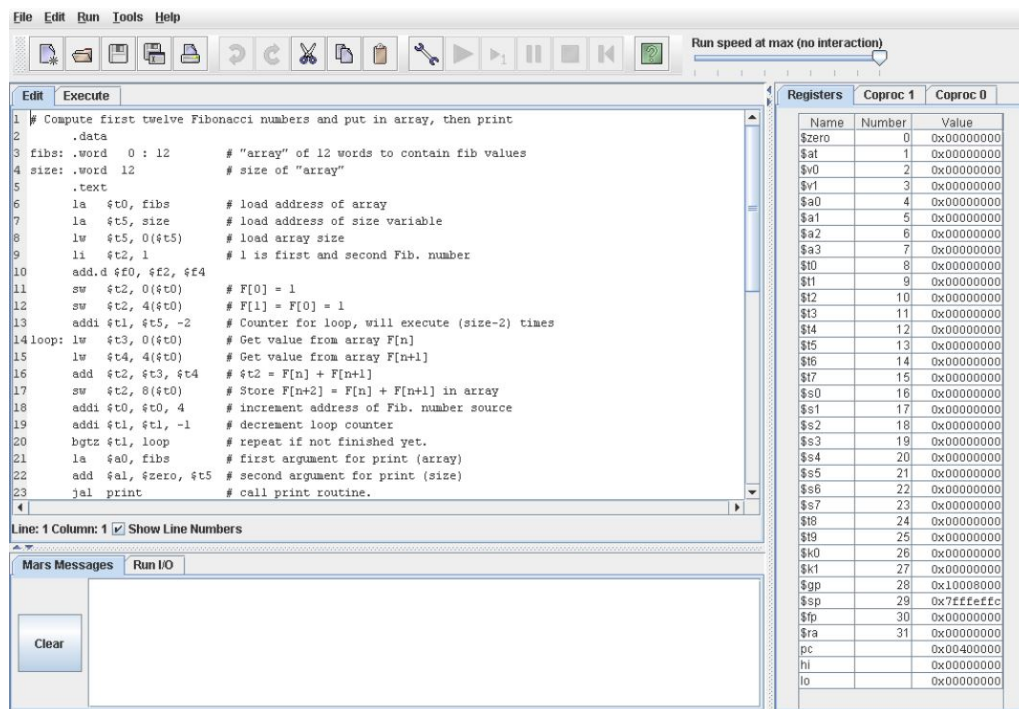 File Edit Run Tools Help
Run speed at max (no interaction)
Edit Execute
1 # Compute first twelve Fibonacci numbers and put in array, then print
2 .data
3 fibs: .word 0 : 12 # "array" of 12 words to contain fib values
4 size: .word 12 # size of "array"
5 .text
6 la $t0, fibs # load address of array
7 la $t5, size # load address of size variable
8 lw $t5, 0($t5) # load array size
9 li $t2, 1 # 1 is first and second Fib. number
10 add.d $f0, $f2, $f4
11 sw $t2, 0($t0) # F[0] = 1
12 sw $t2, 4($t0) # F[1] = F[0] = 1
13 addi $t1, $t5, -2 # Counter for loop, will execute (size-2) times
14 loop: lw $t3, 0($t0) # Get value from array F[n]
15 lw $t4, 4($t0) # Get value from array F[n+1]
16 add $t2, $t3, $t4 # $t2 = F[n] + F[n+1]
17 sw $t2, 8($t0) # Store F[n+2] = F[n] + F[n+1] in array
18 addi $t0, $t0, 4 # increment address of Fib. number source
19 addi $t1, $t1, -1 # decrement loop counter
20 bgtz $t1, loop # repeat if not finished yet.
21 la $a0, fibs # first argument for print (array)
22 add $a1, $zero, $t5 # second argument for print (size)
23 jal print # call print routine.
Line: 1 Column: 1 Show Line Numbers
Mars Messages Run I/O
Clear
Registers Coproc 1 Coproc 0
Name Number Value
$zero 0 0x00000000
$at 1 0x00000000
$v0 2 0x00000000
$v1 3 0x00000000
$a0 4 0x00000000
$a1 5 0x00000000
$a2 6 0x00000000
$a3 7 0x00000000
$t0 8 0x00000000
$t1 9 0x00000000
$t2 10 0x00000000
$t3 11 0x00000000
$t4 12 0x00000000
$t5 13 0x00000000
$t6 14 0x00000000
$t7 15 0x00000000
$s0 16 0x00000000
$s1 17 0x00000000
$s2 18 0x00000000
$s3 19 0x00000000
$s4 20 0x00000000
$s5 21 0x00000000
$s6 22 0x00000000
$s7 23 0x00000000
$t8 24 0x00000000
$t9 25 0x00000000
$k0 26 0x00000000
$k1 27 0x00000000
$gp 28 0x10008000
$sp 29 0x7fffeffc
$fp 30 0x00000000
$ra 31 0x00000000
pc 0x00400000
hi 0x00000000
lo 0x00000000